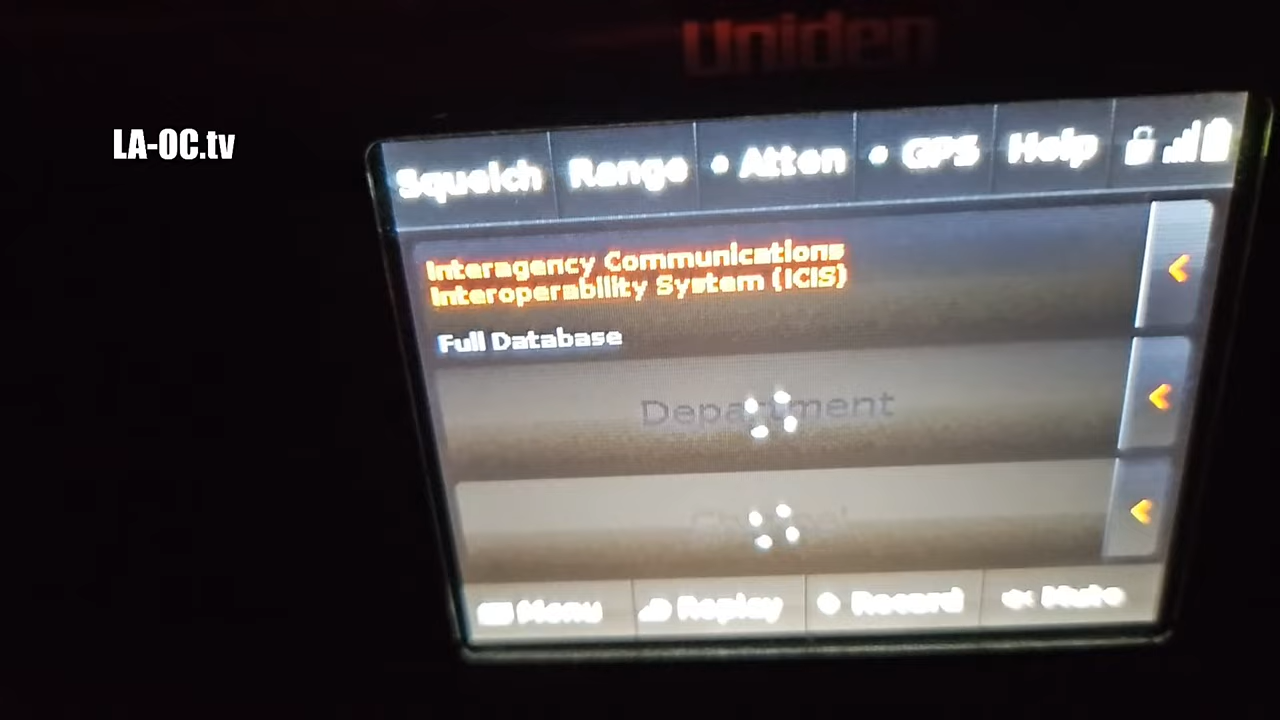 Uniden
LA-OC.tv
Squelch Range Atten GPS Help
Interagency Communications
Interoperability System (ICIS)
Full Database
Department
Channel
Menu Replay Record Mute